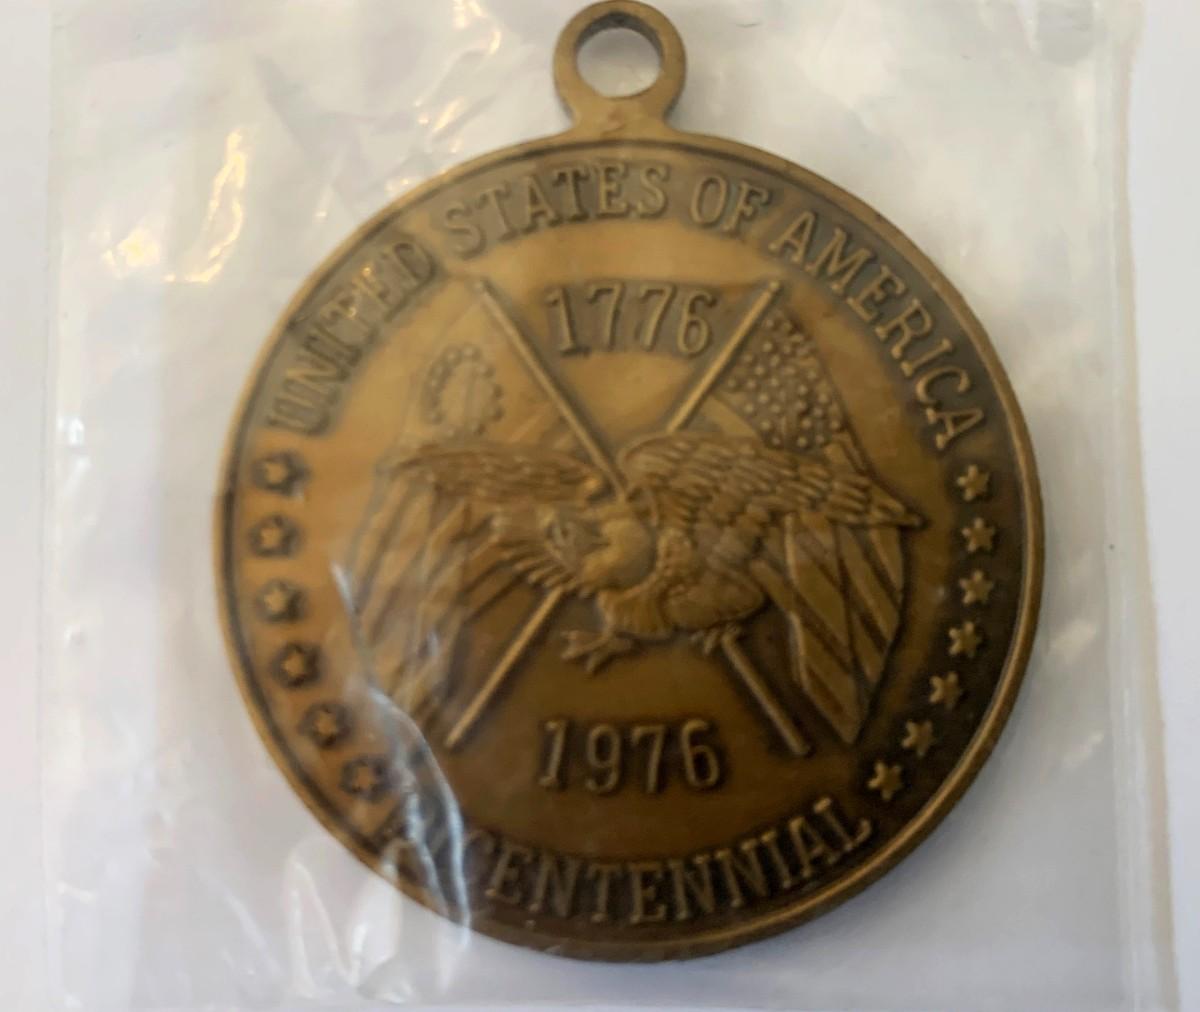 UNITED STATES OF AMERICA
1776
1976
BICENTENNIAL